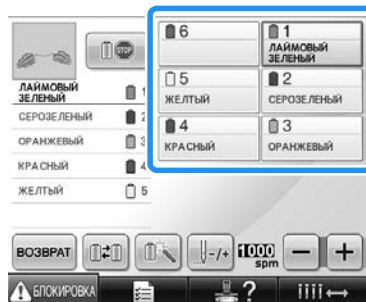 STOP
ЛАЙМОВЫЙ
ЗЕЛЕНЫЙ
1
СЕРОЗЕЛЕНЫЙ
2
ОРАНЖЕВЫЙ
3
КРАСНЫЙ
4
ЖЕЛТЫЙ
5
6
1
ЛАЙМОВЫЙ
ЗЕЛЕНЫЙ
5
ЖЕЛТЫЙ
2
СЕРОЗЕЛЕНЫЙ
4
КРАСНЫЙ
3
ОРАНЖЕВЫЙ
ВОЗВРАТ
-/+
1000
spm
- +
БЛОКИРОВКА
?